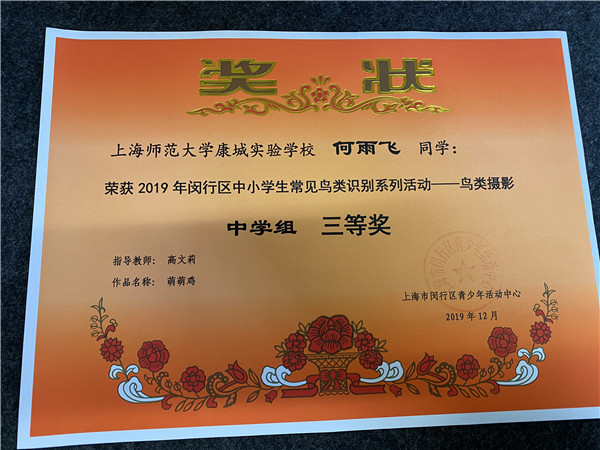 奖 状
上海师范大学康城实验学校 何雨飞 同学：
荣获 2019 年闵行区中小学生常见鸟类识别系列活动——鸟类摄影
中学组 三等奖
指导教师： 高文莉
作品名称： 萌萌鸡
上海市闵行区青少年活动中心
2019 年 12 月